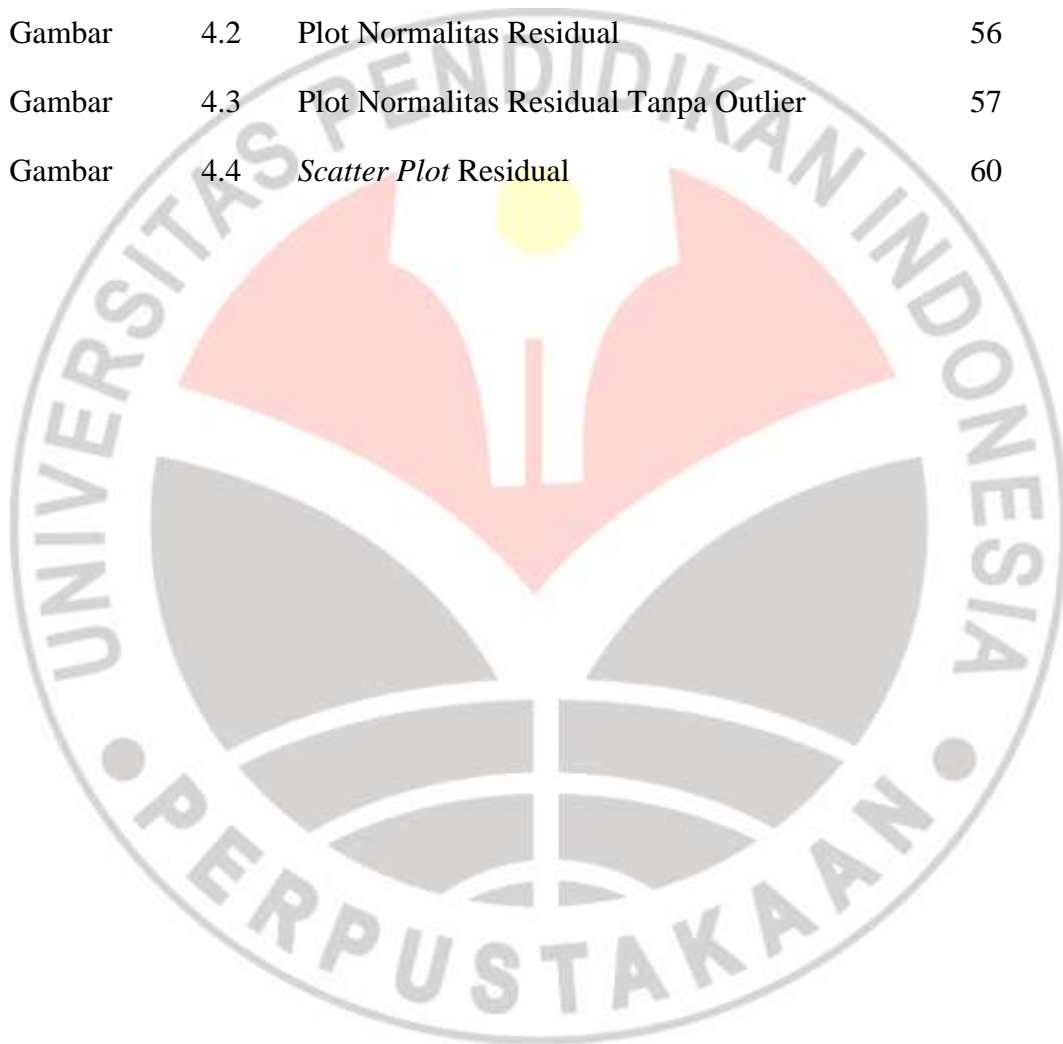 Gambar 4.2 Plot Normalitas Residual 56
Gambar 4.3 Plot Normalitas Residual Tanpa Outlier 57
Gambar 4.4 Scatter Plot Residual 60
UNIVERSITAS PENDIDIKAN INDONESIA
PERPUSTAKAAN